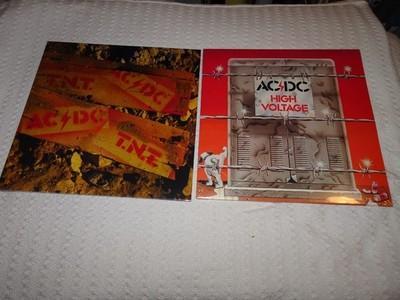 T.N.T. AC/DC
AC/DC
T.N.T.
AC/DC
HIGH
VOLTAGE